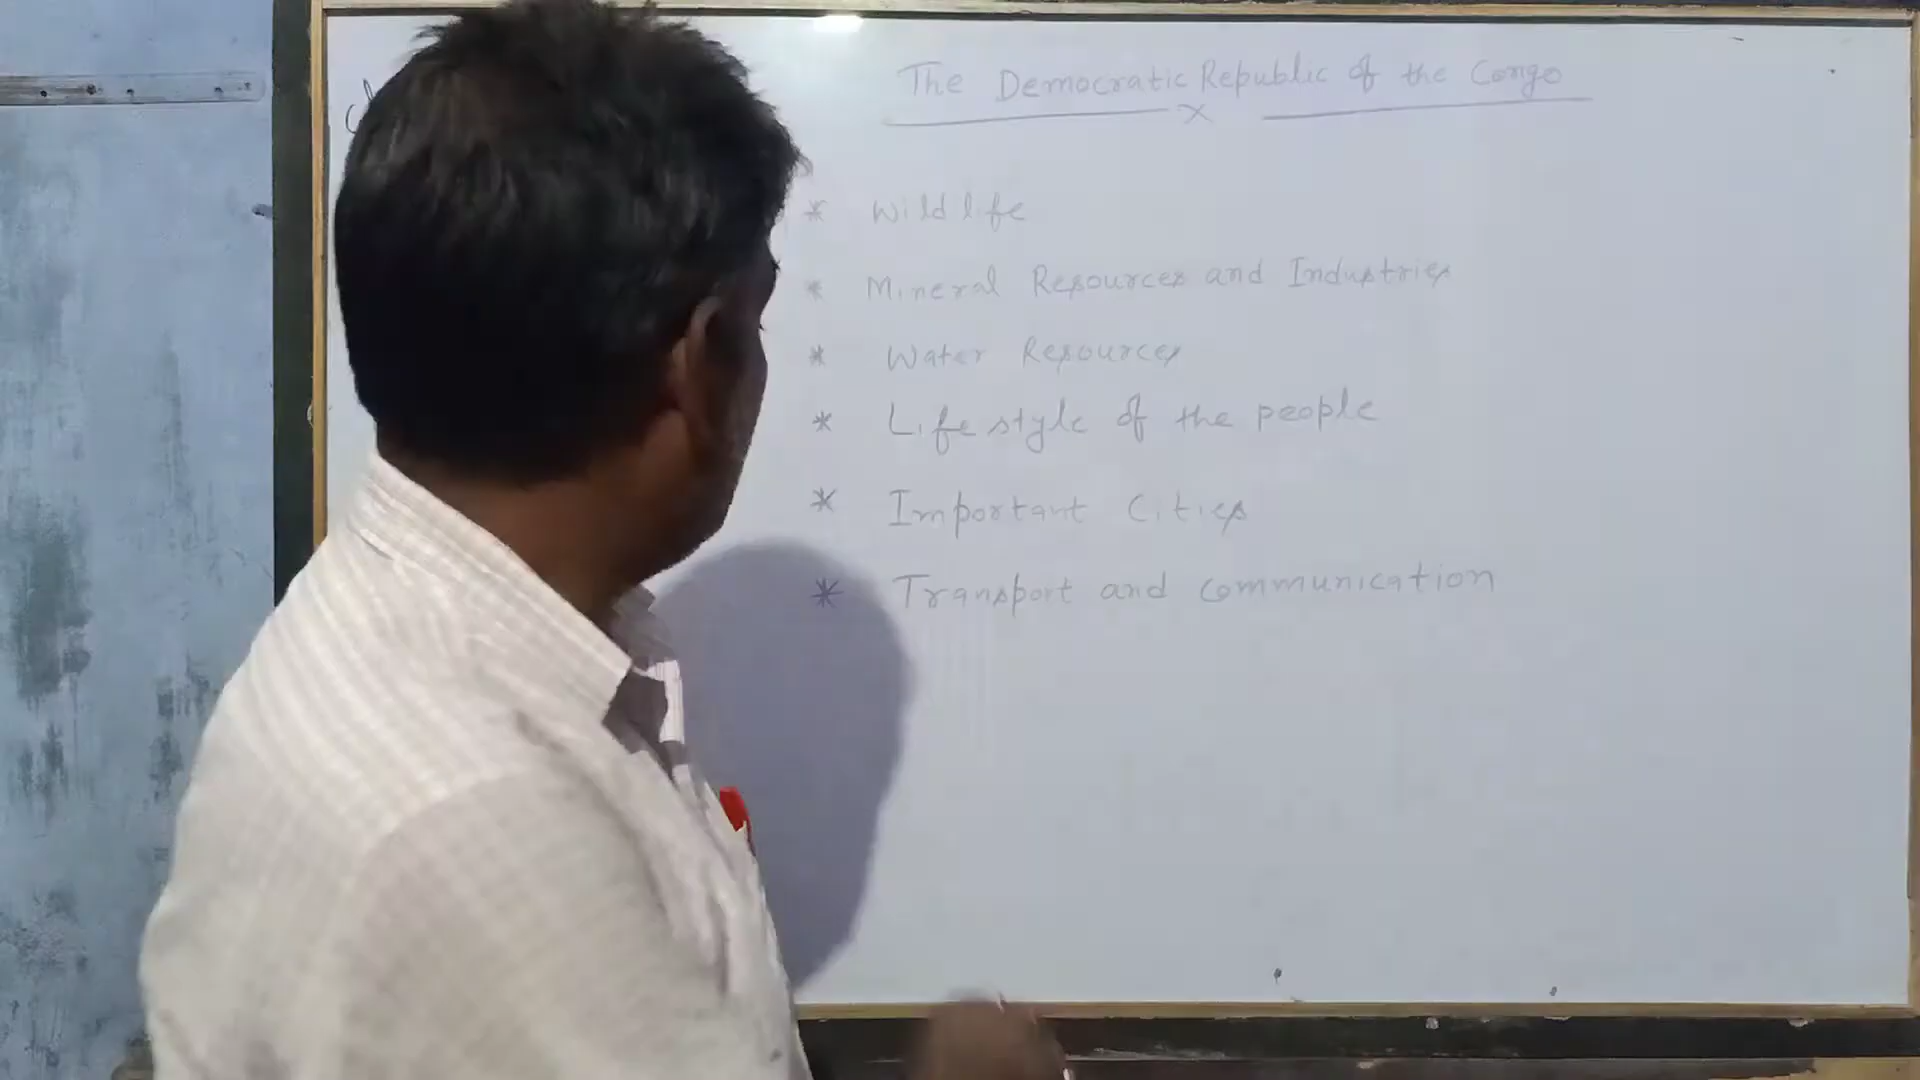 The Democratic Republic of the Congo
* Wild life
* Mineral Resources and Industries
* Water Resources
* Life style of the people
* Important Cities
* Transport and communication